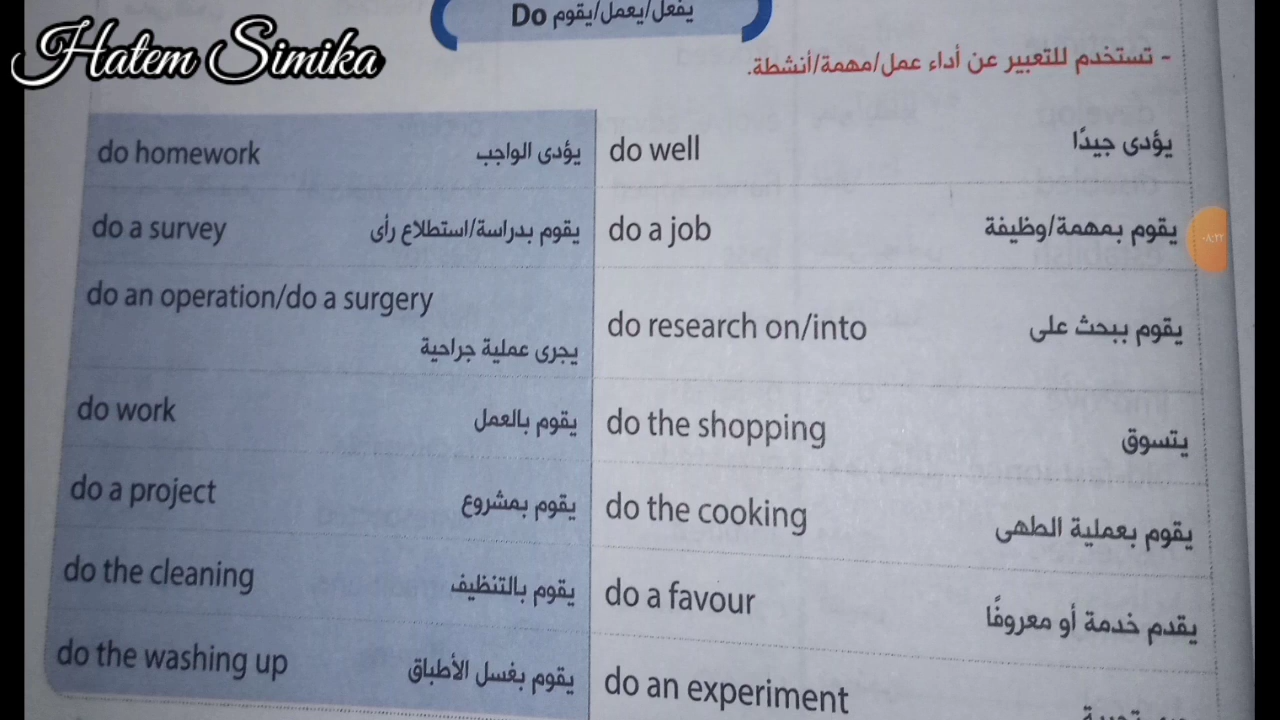 Hatem Simika
Do يفعل/يعمل/يقوم
- تستخدم للتعبير عن أداء عمل/مهمة/أنشطة.
do homework يؤدى الواجب
do well يؤدى جيدًا
do a survey يقوم بدراسة/استطلاع رأى
do a job يقوم بمهمة/وظيفة
٠٨:٢٢
do an operation/do a surgery
يجرى عملية جراحية
do research on/into يقوم ببحث على
do work يقوم بالعمل
do the shopping يتسوق
do a project يقوم بمشروع
do the cooking يقوم بعملية الطهى
do the cleaning يقوم بالتنظيف
do a favour يقدم خدمة أو معروفًا
do the washing up يقوم بغسل الأطباق
do an experiment